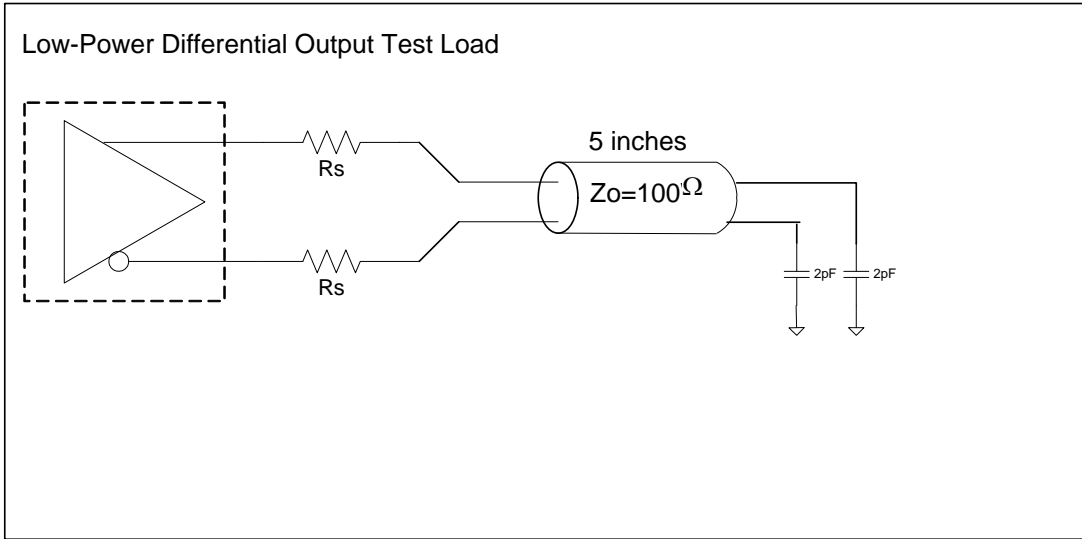 Low-Power Differential Output Test Load
Rs
Rs
5 inches
Zo=100Ω
2pF
2pF